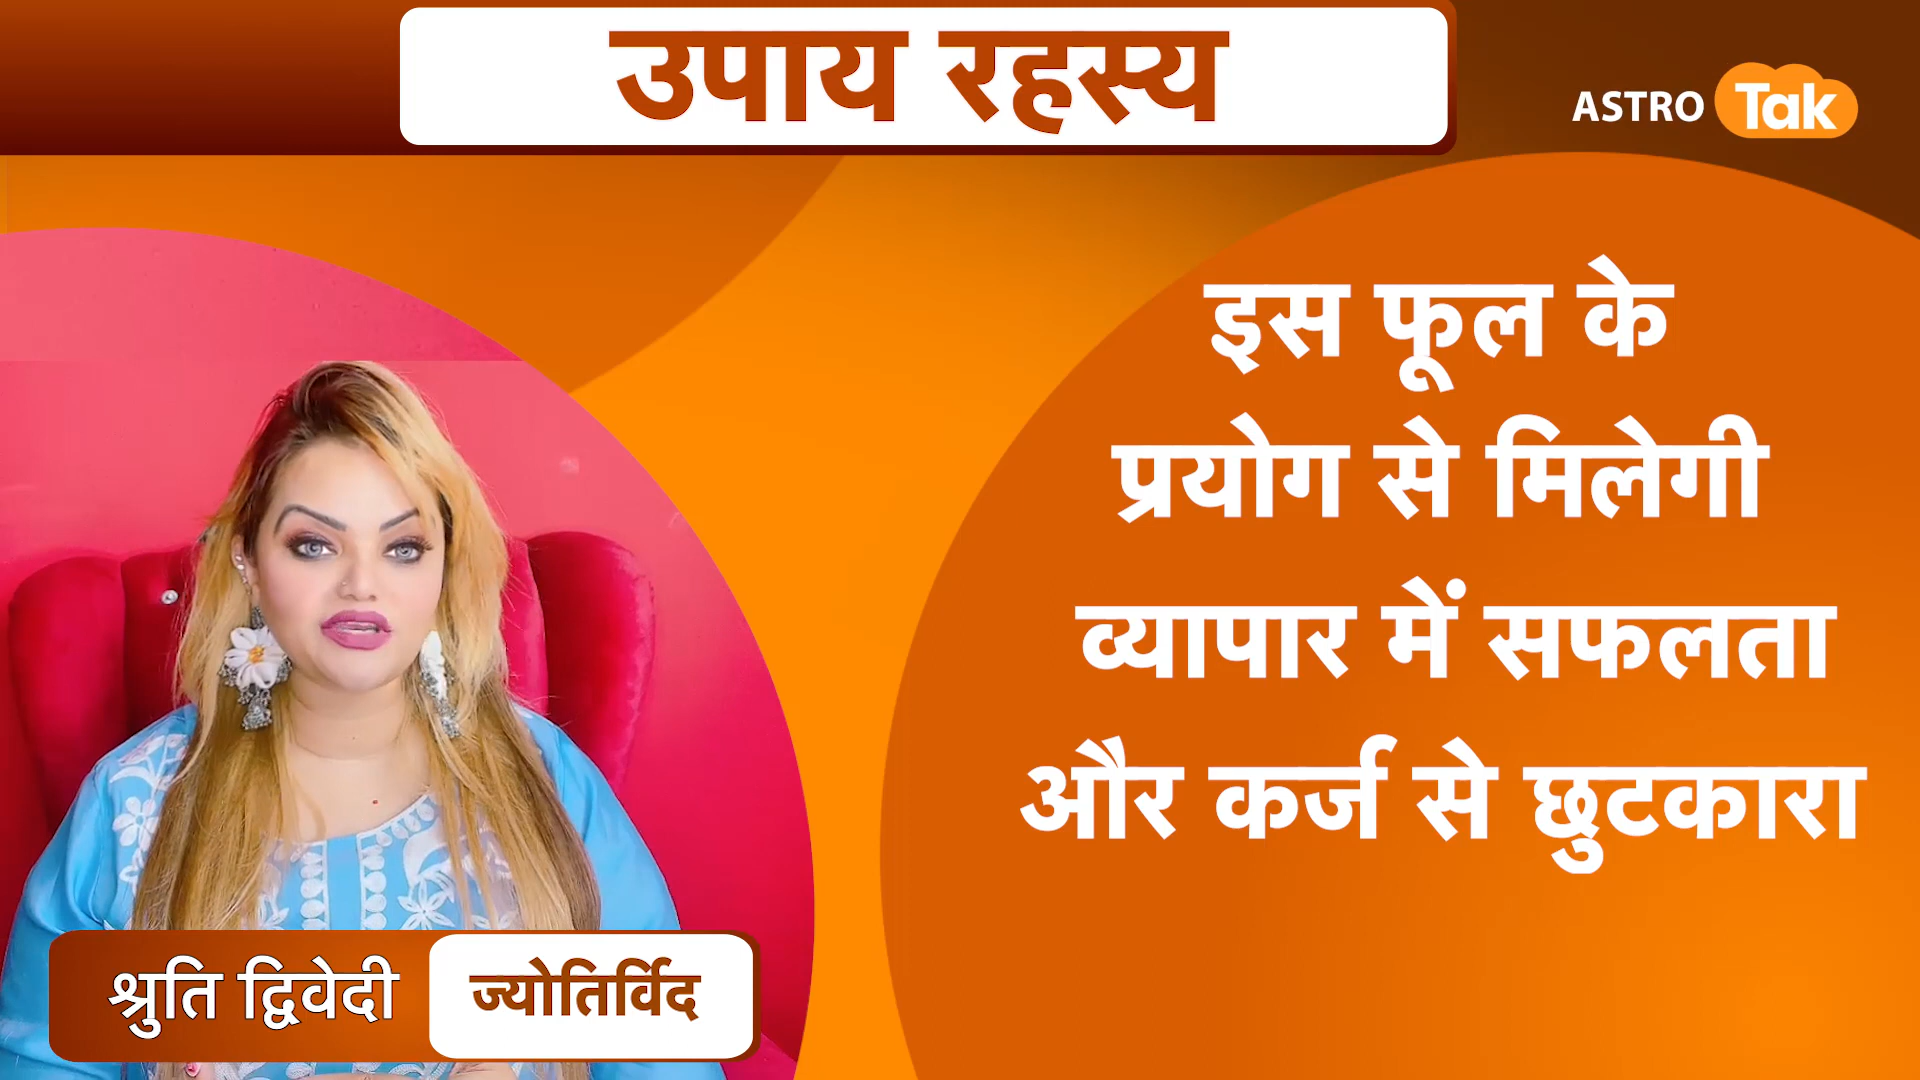 उपाय रहस्य
ASTRO Tak
इस फूल के
प्रयोग से मिलेगी
व्यापार में सफलता
और कर्ज से छुटकारा
श्रुति द्विवेदी
ज्योतिर्विद